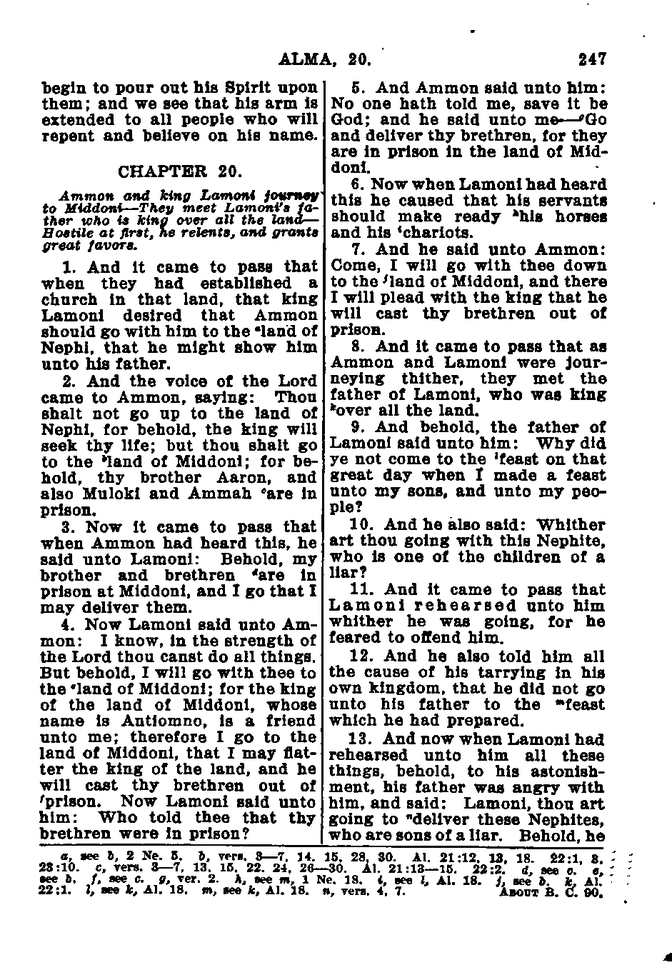 ALMA, 20. 247
begin to pour out his Spirit upon
them; and we see that his arm is
extended to all people who will
repent and believe on his name.
CHAPTER 20.
Ammon and king Lamoni journey
to Middoni—They meet Lamoni's fa-
ther who is king over all the land—
Hostile at first, he relents, and grants
great favors.
1. And it came to pass that
when they had established a
church in that land, that king
Lamoni desired that Ammon
should go with him to the ᵃland of
Nephi, that he might show him
unto his father.
2. And the voice of the Lord
came to Ammon, saying: Thou
shalt not go up to the land of
Nephi, for behold, the king will
seek thy life; but thou shalt go
to the ᵇland of Middoni; for be-
hold, thy brother Aaron, and
also Muloki and Ammah ᶜare in
prison.
3. Now it came to pass that
when Ammon had heard this, he
said unto Lamoni: Behold, my
brother and brethren ᵈare in
prison at Middoni, and I go that I
may deliver them.
4. Now Lamoni said unto Am-
mon: I know, in the strength of
the Lord thou canst do all things.
But behold, I will go with thee to
the ᵉland of Middoni; for the king
of the land of Middoni, whose
name is Antiomno, is a friend
unto me; therefore I go to the
land of Middoni, that I may flat-
ter the king of the land, and he
will cast thy brethren out of
ᶠprison. Now Lamoni said unto
him: Who told thee that thy
brethren were in prison?
5. And Ammon said unto him:
No one hath told me, save it be
God; and he said unto me—ᵍGo
and deliver thy brethren, for they
are in prison in the land of Mid-
doni.
6. Now when Lamoni had heard
this he caused that his servants
should make ready ʰhis horses
and his ⁱchariots.
7. And he said unto Ammon:
Come, I will go with thee down
to the ʲland of Middoni, and there
I will plead with the king that he
will cast thy brethren out of
prison.
8. And it came to pass that as
Ammon and Lamoni were jour-
neying thither, they met the
father of Lamoni, who was king
ᵏover all the land.
9. And behold, the father of
Lamoni said unto him: Why did
ye not come to the ˡfeast on that
great day when I made a feast
unto my sons, and unto my peo-
ple?
10. And he also said: Whither
art thou going with this Nephite,
who is one of the children of a
liar?
11. And it came to pass that
Lamoni rehearsed unto him
whither he was going, for he
feared to offend him.
12. And he also told him all
the cause of his tarrying in his
own kingdom, that he did not go
unto his father to the ᵐfeast
which he had prepared.
13. And now when Lamoni had
rehearsed unto him all these
things, behold, to his astonish-
ment, his father was angry with
him, and said: Lamoni, thou art
going to ⁿdeliver these Nephites,
who are sons of a liar. Behold, he
a, see b, 2 Ne. 5. b, vers. 3—7, 14, 15, 28, 30. Al. 21:12, 13, 18. 22:1, 3.
23:10. c, vers. 3—7, 13, 15, 22, 24, 26—30. Al. 21:13—15. 22:2. d, see c. e,
see b. f, see c. g, ver. 2. h, see m, 1 Ne. 18. i, see l, Al. 18. j, see b. k, Al.
22:1. l, see k, Al. 18. m, see k, Al. 18. n, vers. 4, 7. ABOUT B. C. 90.